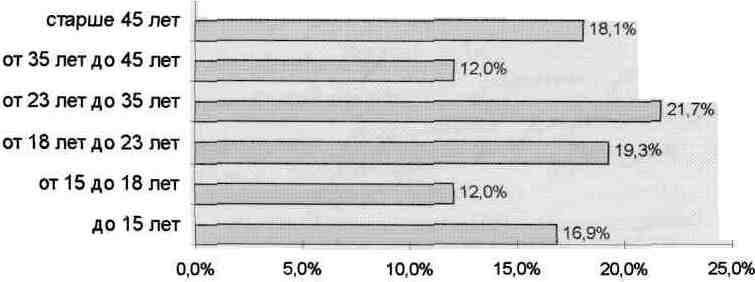 старше 45 лет 18,1%
от 35 лет до 45 лет 12,0%
от 23 лет до 35 лет 21,7%
от 18 лет до 23 лет 19,3%
от 15 до 18 лет 12,0%
до 15 лет 16,9%
0,0% 5,0% 10,0% 15,0% 20,0% 25,0%